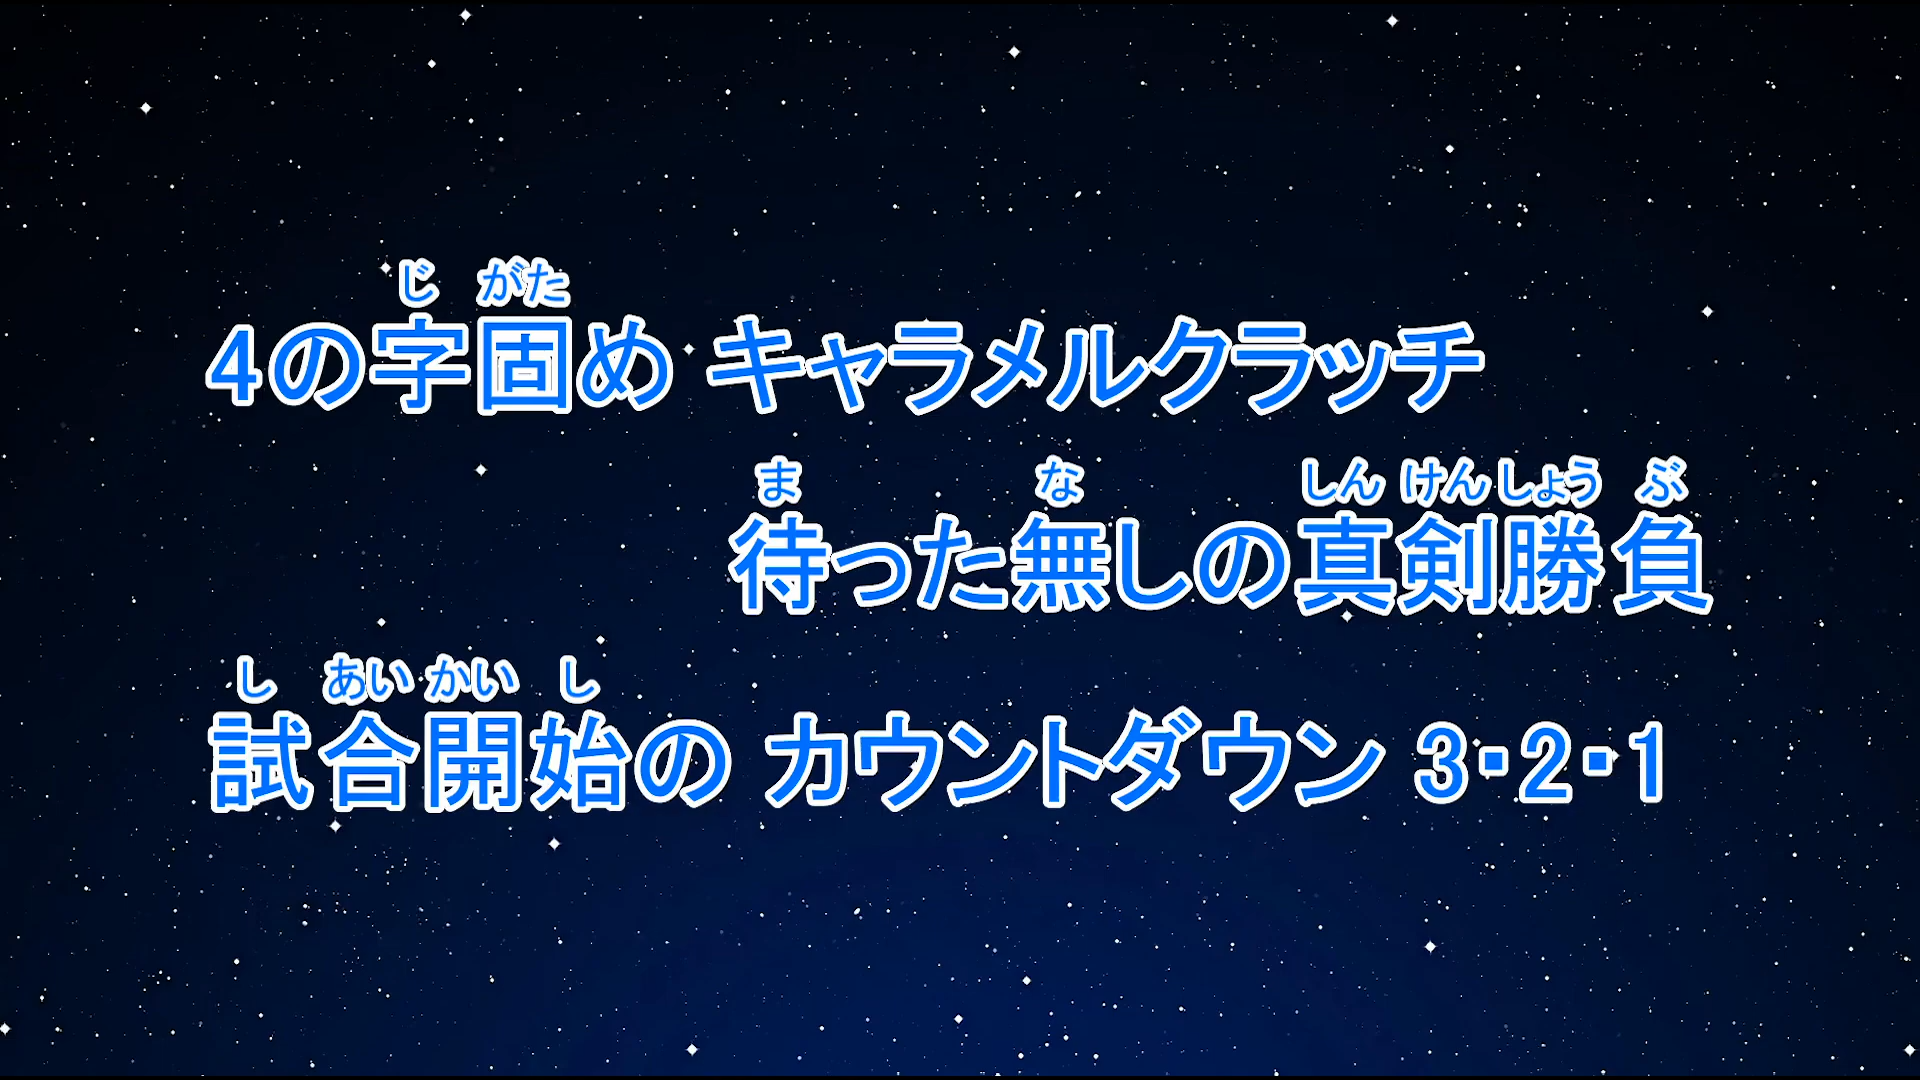 じ がた
4の字固め キャラメルクラッチ
ま な しん けん しょう ぶ
待った無しの真剣勝負
し あい かい し
試合開始の カウントダウン 3・2・1